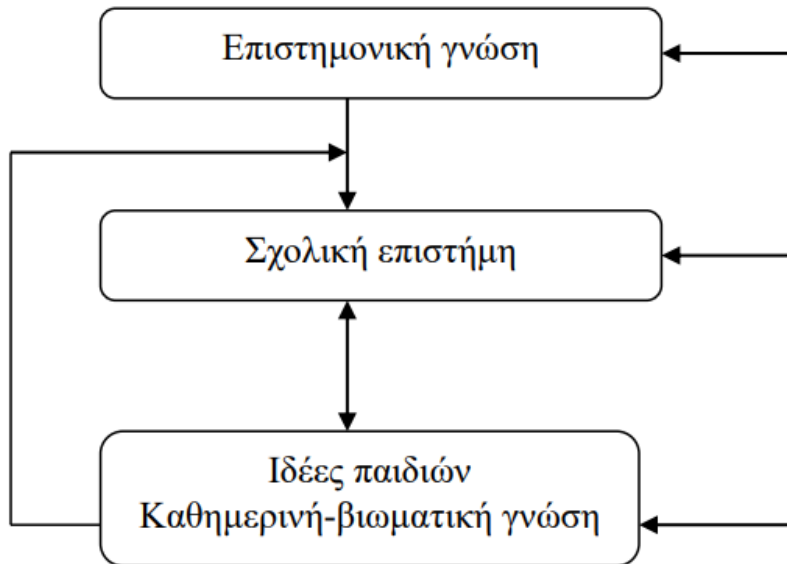 Επιστημονική γνώση
Σχολική επιστήμη
Ιδέες παιδιών
Καθημερινή-βιωματική γνώση